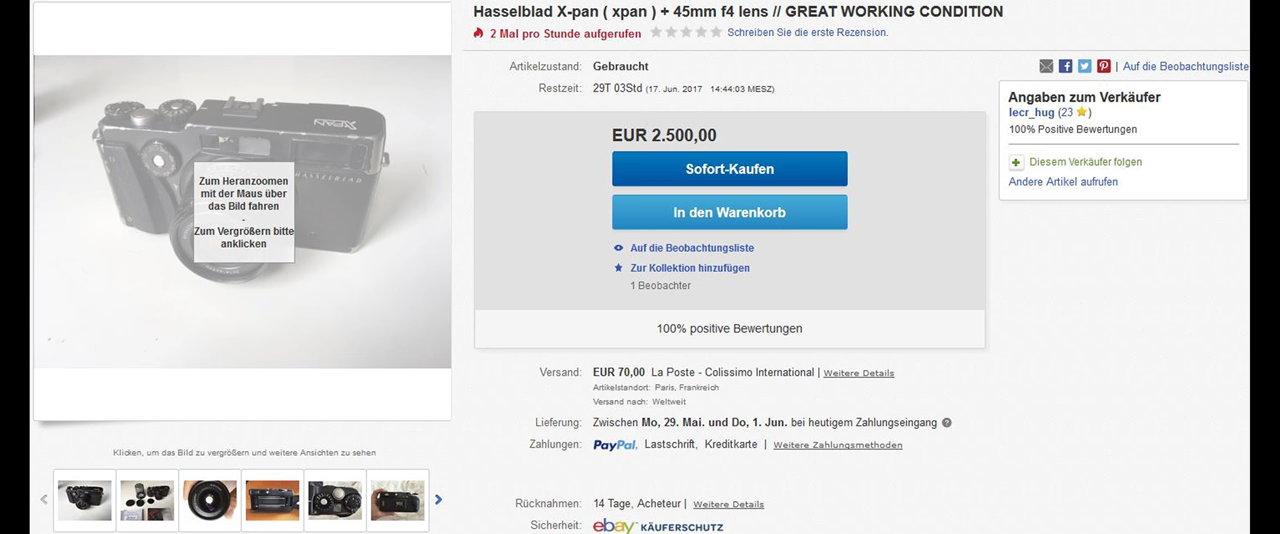 Hasselblad X-pan ( xpan ) + 45mm f4 lens // GREAT WORKING CONDITION
2 Mal pro Stunde aufgerufen Schreiben Sie die erste Rezension.
Artikelzustand: Gebraucht
Restzeit: 29T 03Std (17. Jun. 2017 14:44:03 MESZ)
EUR 2.500,00
Sofort-Kaufen
In den Warenkorb
Auf die Beobachtungsliste
Zur Kollektion hinzufügen
1 Beobachter
100% positive Bewertungen
Versand: EUR 70,00 La Poste - Colissimo International | Weitere Details
Artikelstandort: Paris, Frankreich
Versand nach: Weltweit
Lieferung: Zwischen Mo, 29. Mai. und Do, 1. Jun. bei heutigem Zahlungseingang ?
Zahlungen: PayPal, Lastschrift, Kreditkarte | Weitere Zahlungsmethoden
Rücknahmen: 14 Tage, Acheteur | Weitere Details
Sicherheit: ebay KÄUFERSCHUTZ
| Auf die Beobachtungsliste
Angaben zum Verkäufer
lecr_hug (23 )
100% Positive Bewertungen
Diesem Verkäufer folgen
Andere Artikel aufrufen
XPAN
HASSELBLAD
Zum Heranzoomen
mit der Maus über
das Bild fahren
-
Zum Vergrößern bitte
anklicken
Klicken, um das Bild zu vergrößern und weitere Ansichten zu sehen